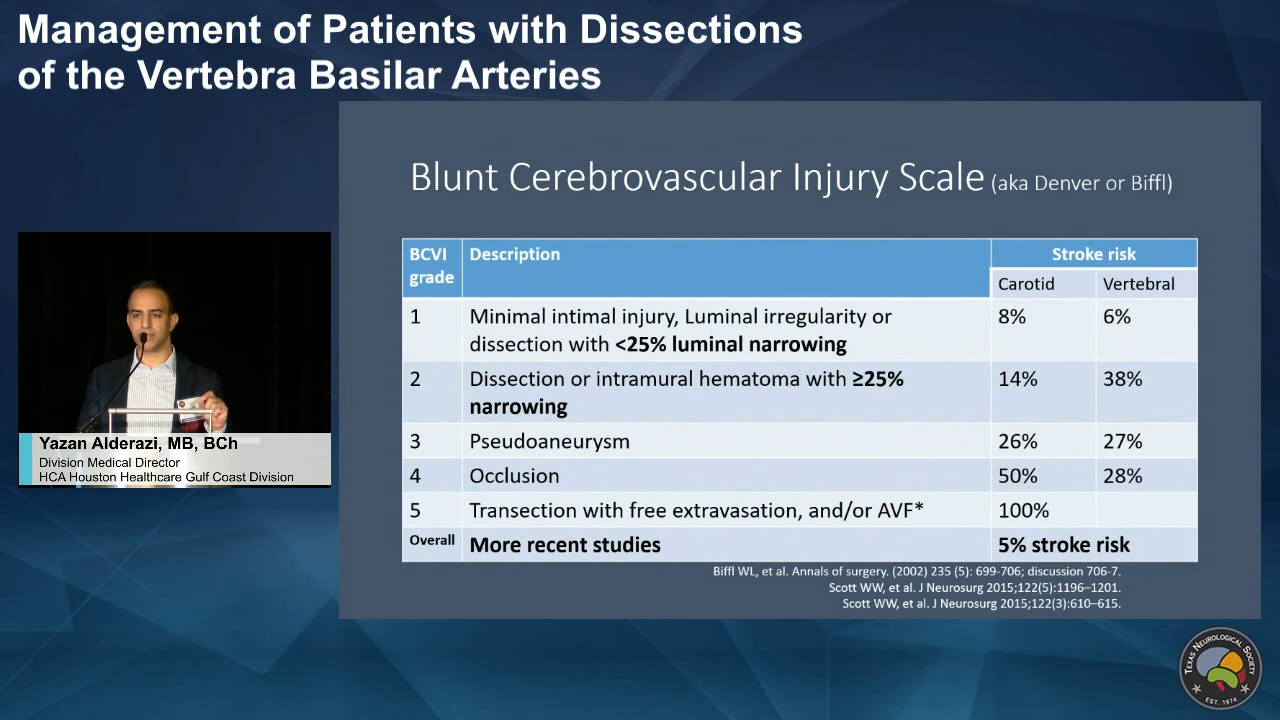 Management of Patients with Dissections
of the Vertebra Basilar Arteries
Blunt Cerebrovascular Injury Scale (aka Denver or Biffl)
BCVI grade Description Stroke risk
Carotid Vertebral
1 Minimal intimal injury, Luminal irregularity or dissection with <25% luminal narrowing 8% 6%
2 Dissection or intramural hematoma with ≥25% narrowing 14% 38%
3 Pseudoaneurysm 26% 27%
4 Occlusion 50% 28%
5 Transection with free extravasation, and/or AVF* 100%
Overall More recent studies 5% stroke risk
Biffl WL, et al. Annals of surgery. (2002) 235 (5): 699-706; discussion 706-7.
Scott WW, et al. J Neurosurg 2015;122(5):1196–1201.
Scott WW, et al. J Neurosurg 2015;122(3):610–615.
Yazan Alderazi, MB, BCh
Division Medical Director
HCA Houston Healthcare Gulf Coast Division
TEXAS NEUROLOGICAL SOCIETY
EST. 1974